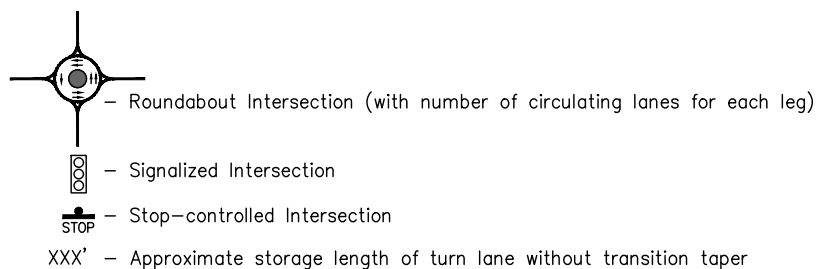 – Roundabout Intersection (with number of circulating lanes for each leg)
– Signalized Intersection
STOP – Stop–controlled Intersection
XXX' – Approximate storage length of turn lane without transition taper